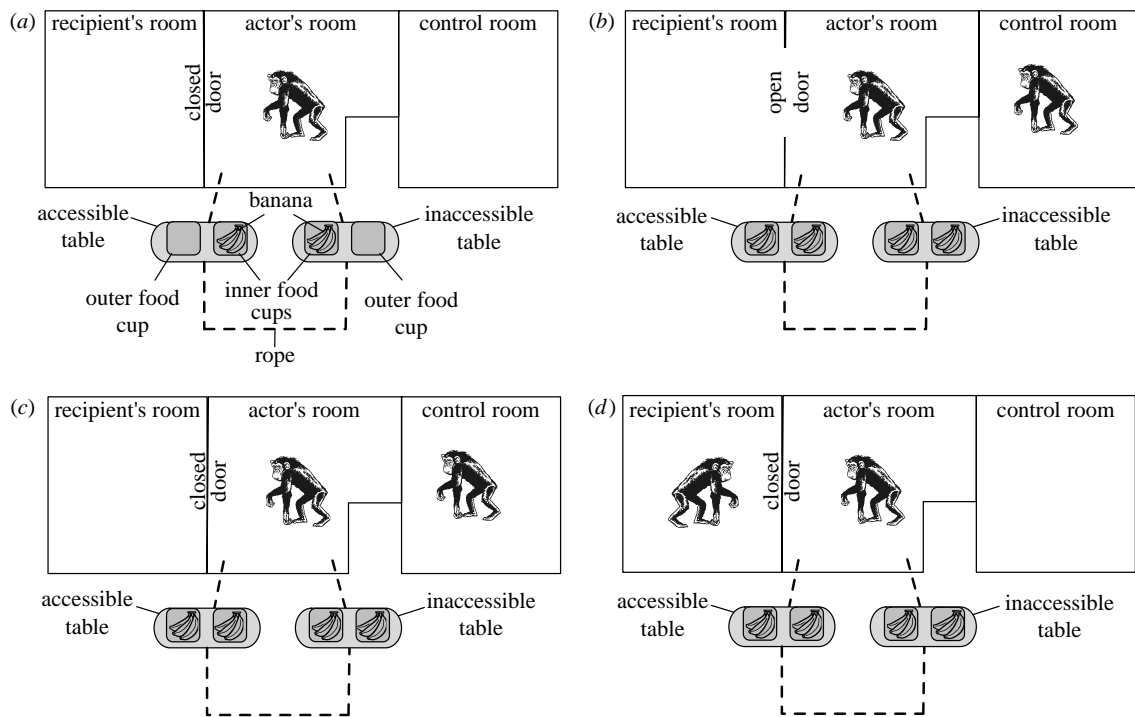 (a)
recipient's room actor's room control room
closed
door
accessible
table
banana
inaccessible
table
outer food
cup
inner food
cups
outer food
cup
rope
(b)
recipient's room actor's room control room
open
door
accessible
table
inaccessible
table
(c)
recipient's room actor's room control room
closed
door
accessible
table
inaccessible
table
(d)
recipient's room actor's room control room
closed
door
accessible
table
inaccessible
table